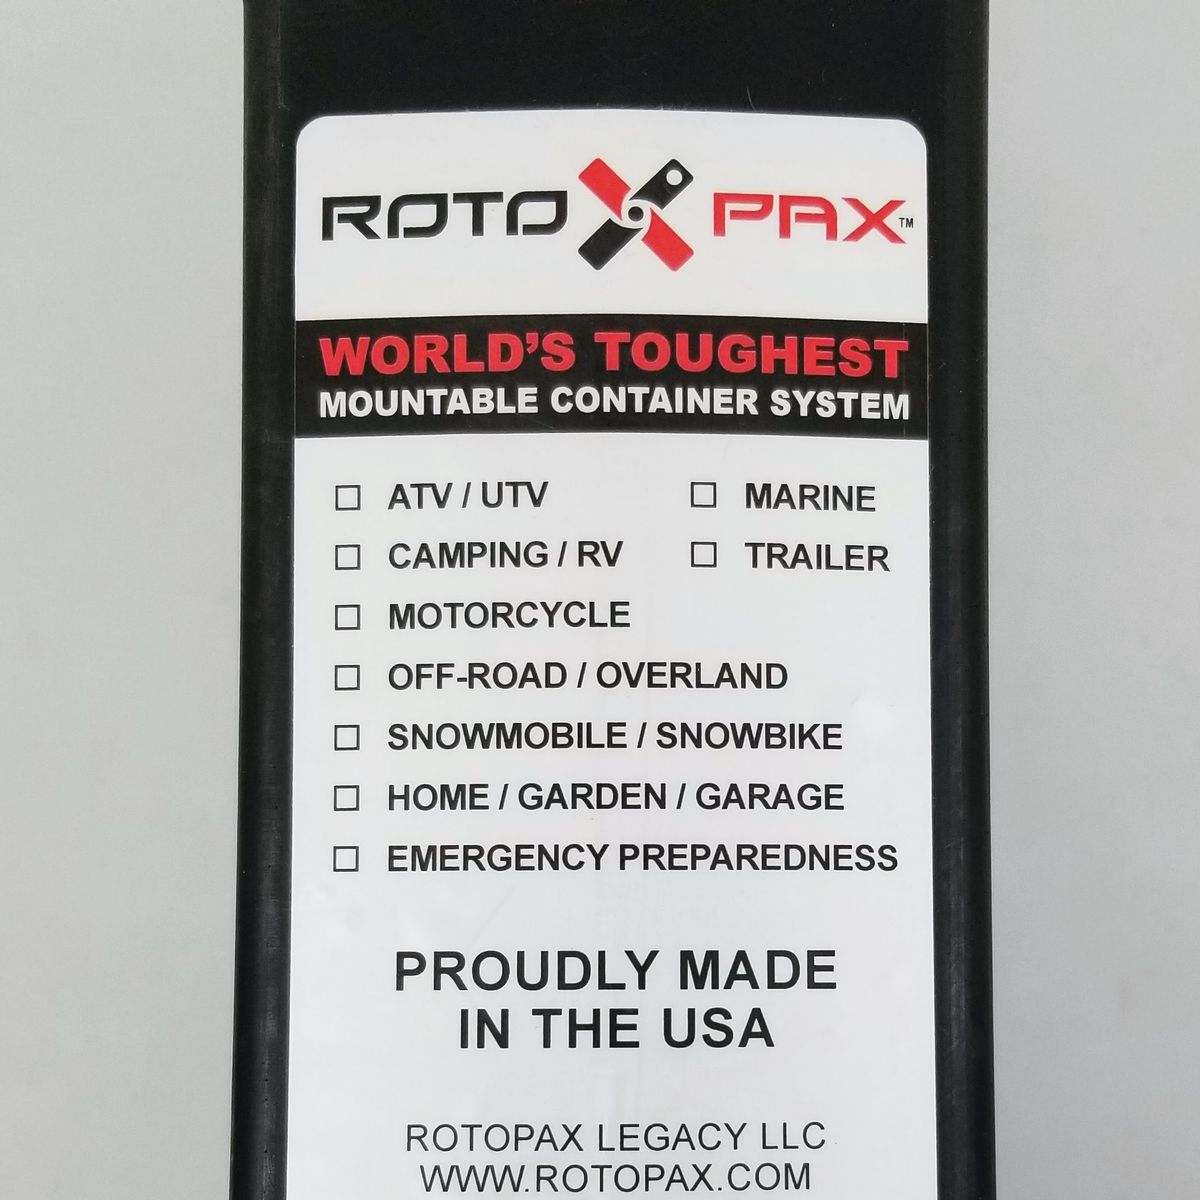 ROTO PAX™
WORLD'S TOUGHEST
MOUNTABLE CONTAINER SYSTEM
ATV / UTV
CAMPING / RV
MOTORCYCLE
OFF-ROAD / OVERLAND
SNOWMOBILE / SNOWBIKE
HOME / GARDEN / GARAGE
EMERGENCY PREPAREDNESS
MARINE
TRAILER
PROUDLY MADE
IN THE USA
ROTOPAX LEGACY LLC
WWW.ROTOPAX.COM